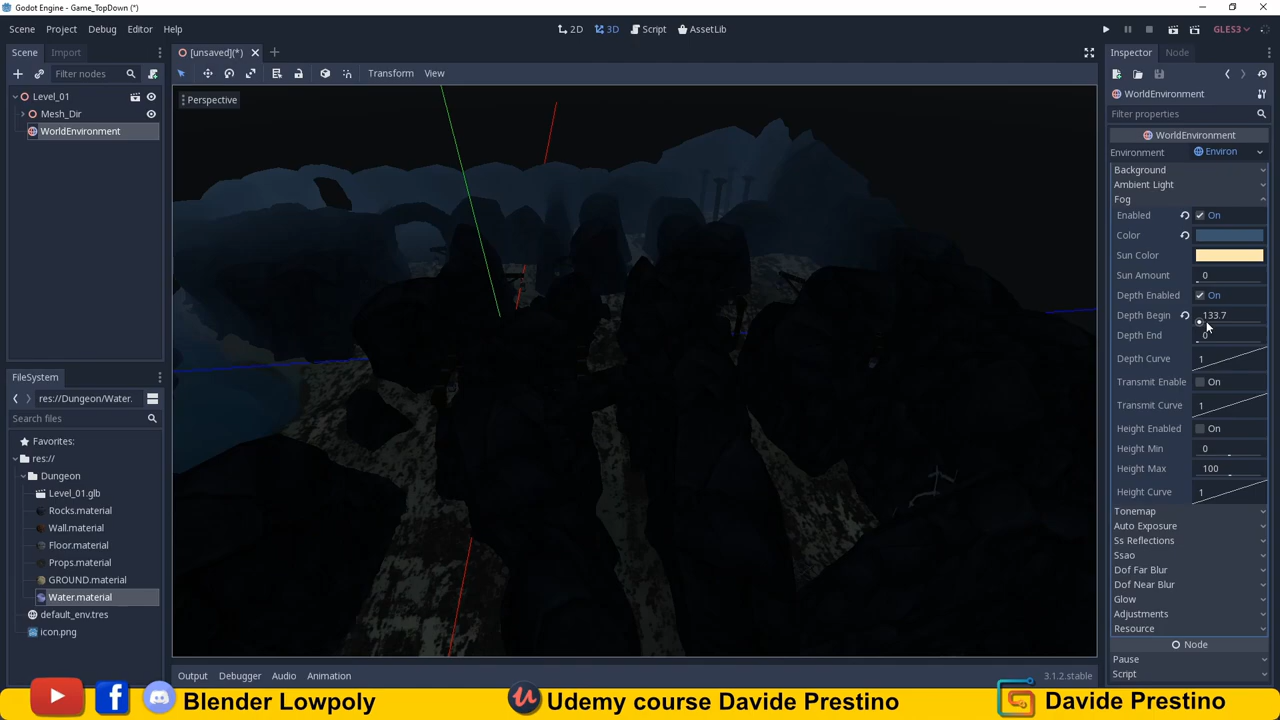 Godot Engine - Game_TopDown (*)
Scene Project Debug Editor Help
2D 3D Script AssetLib
GLES3
Scene Import
[unsaved](*)
Inspector Node
Filter nodes
Transform View
Level_01
Mesh_Dir
WorldEnvironment
Perspective
WorldEnvironment
Filter properties
WorldEnvironment
Environment Environ
Background
Ambient Light
Fog
Enabled On
Color
Sun Color
Sun Amount 0
Depth Enabled On
Depth Begin 133.7
Depth End 0
Depth Curve 1
Transmit Enable On
Transmit Curve 1
Height Enabled On
Height Min 0
Height Max 100
Height Curve 1
Tonemap
Auto Exposure
Ss Reflections
Ssao
Dof Far Blur
Dof Near Blur
Glow
Adjustments
Resource
Node
Pause
Script
FileSystem
res://Dungeon/Water.
Search files
Favorites:
res://
Dungeon
Level_01.glb
Rocks.material
Wall.material
Floor.material
Props.material
GROUND.material
Water.material
default_env.tres
icon.png
Output Debugger Audio Animation
3.1.2.stable
Blender Lowpoly
Udemy course Davide Prestino
Davide Prestino